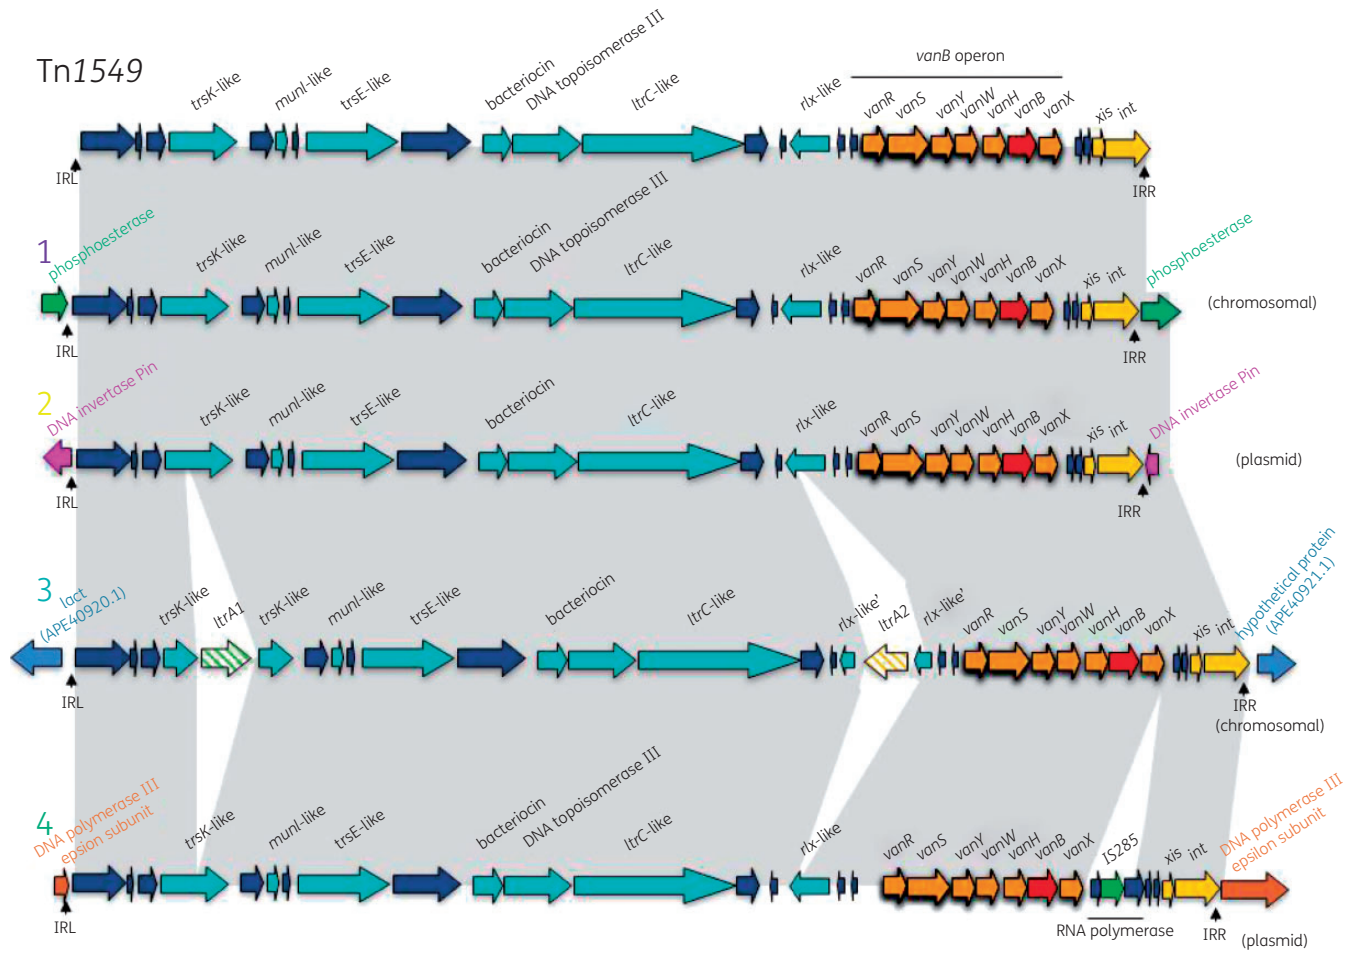 Tn1549
trsK-like
munI-like
trsE-like
bacteriocin
DNA topoisomerase III
ltrC-like
rlx-like
vanB operon
vanR
vanS
vanY
vanW
vanH
vanB
vanX
xis
int
IRL
IRR
1
phosphoesterase
trsK-like
munI-like
trsE-like
bacteriocin
DNA topoisomerase III
ltrC-like
rlx-like
vanR
vanS
vanY
vanW
vanH
vanB
vanX
xis
int
phosphoesterase
(chromosomal)
IRL
IRR
2
DNA invertase Pin
trsK-like
munI-like
trsE-like
bacteriocin
ltrC-like
rlx-like
vanR
vanS
vanY
vanW
vanH
vanB
vanX
xis
int
DNA invertase Pin
(plasmid)
IRL
IRR
3
lact
(APE40920.1)
trsK-like
ltrA1
trsK-like
munI-like
trsE-like
bacteriocin
ltrC-like
rlx-like'
ltrA2
rlx-like'
vanR
vanS
vanY
vanW
vanH
vanB
vanX
xis
int
hypothetical protein
(APE40921.1)
IRL
IRR
(chromosomal)
4
DNA polymerase III
epsion subunit
trsK-like
munI-like
trsE-like
bacteriocin
DNA topoisomerase III
ltrC-like
rlx-like
vanR
vanS
vanY
vanW
vanH
vanB
vanX
IS285
xis
int
DNA polymerase III
epsilon subunit
IRL
RNA polymerase
IRR
(plasmid)